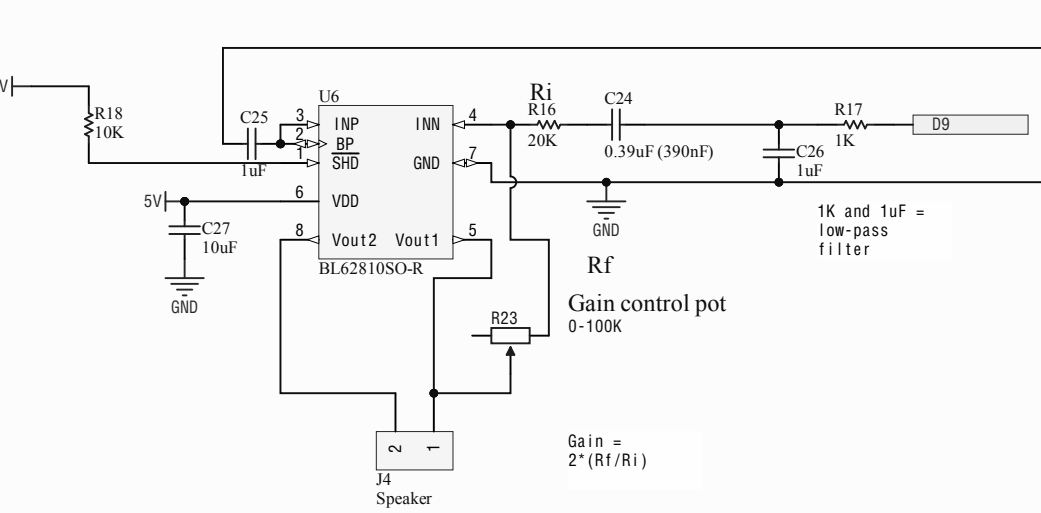 V
R18
10K
C25
1uF
U6
3
2
1
INP
BP
SHD
INN
GND
4
7
6
VDD
8
Vout2
Vout1
5
BL62810SO-R
5V
C27
10uF
GND
Ri
R16
20K
C24
0.39uF (390nF)
R17
1K
D9
C26
1uF
GND
1K and 1uF =
low-pass
filter
Rf
Gain control pot
0-100K
R23
2
1
J4
Speaker
Gain =
2*(Rf/Ri)